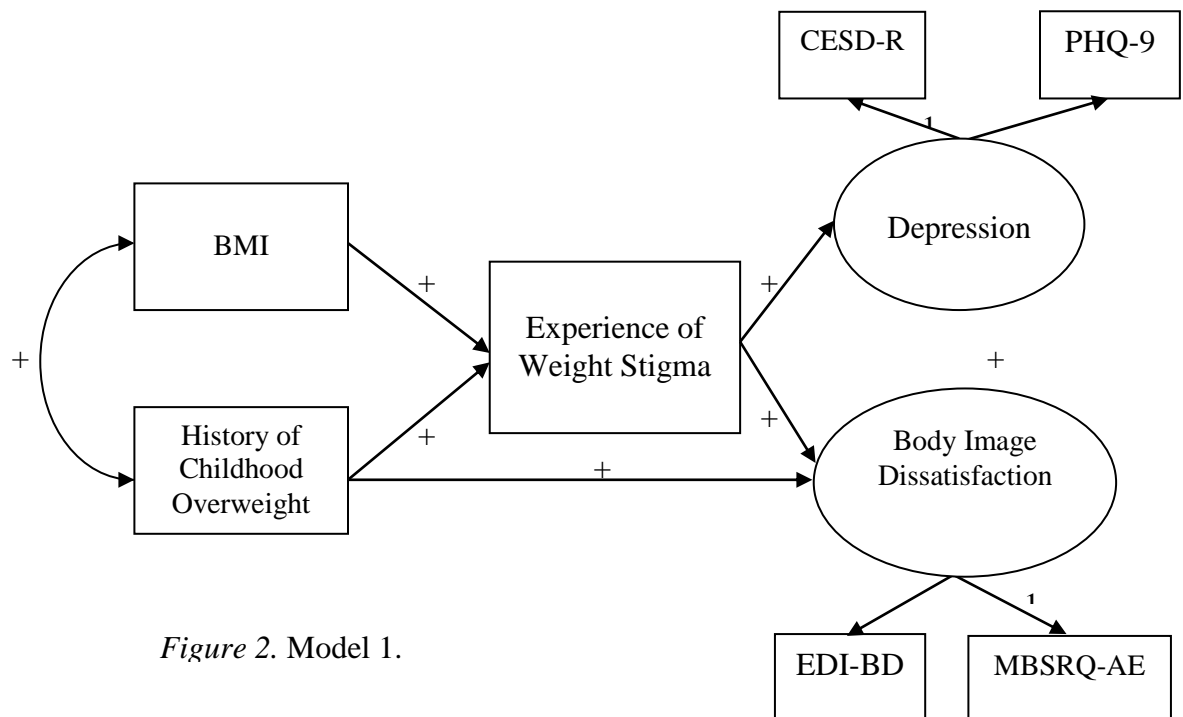 CESD-R
PHQ-9
1
BMI
Depression
+
+
Experience of
Weight Stigma
+
+
History of
Childhood
Overweight
+
+
+
Body Image
Dissatisfaction
1
Figure 2. Model 1.
EDI-BD
MBSRQ-AE